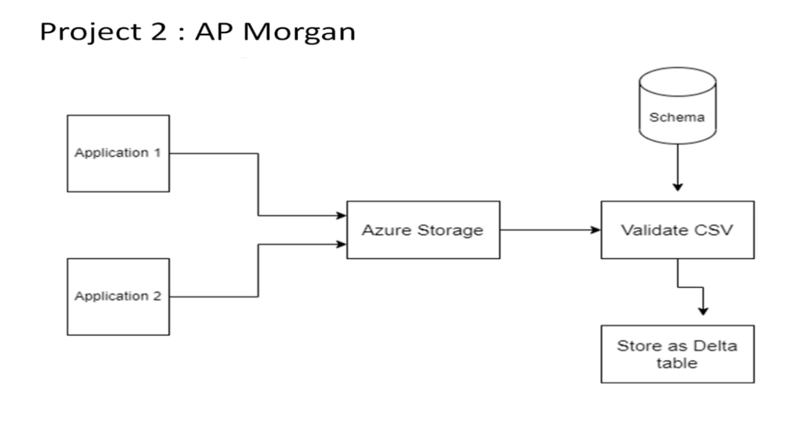 Project 2 : AP Morgan
Schema
Application 1
Azure Storage
Validate CSV
Application 2
Store as Delta
table